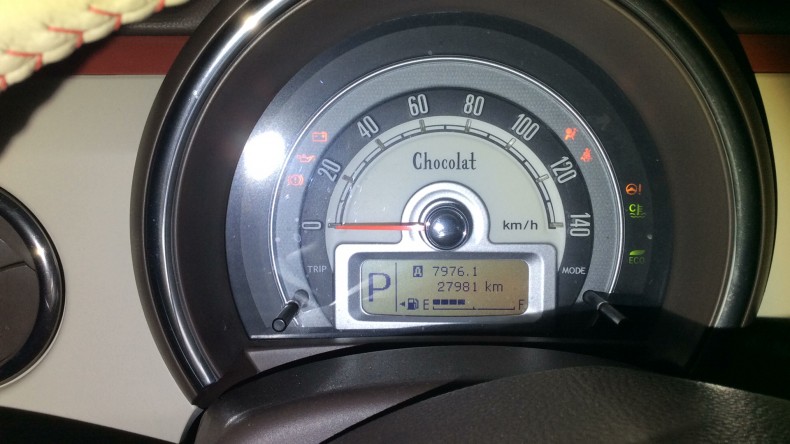 0
20
40
60
80
100
120
140
Chocolat
km/h
TRIP
MODE
P
A 7976.1
27981 km
E F
C
ECO